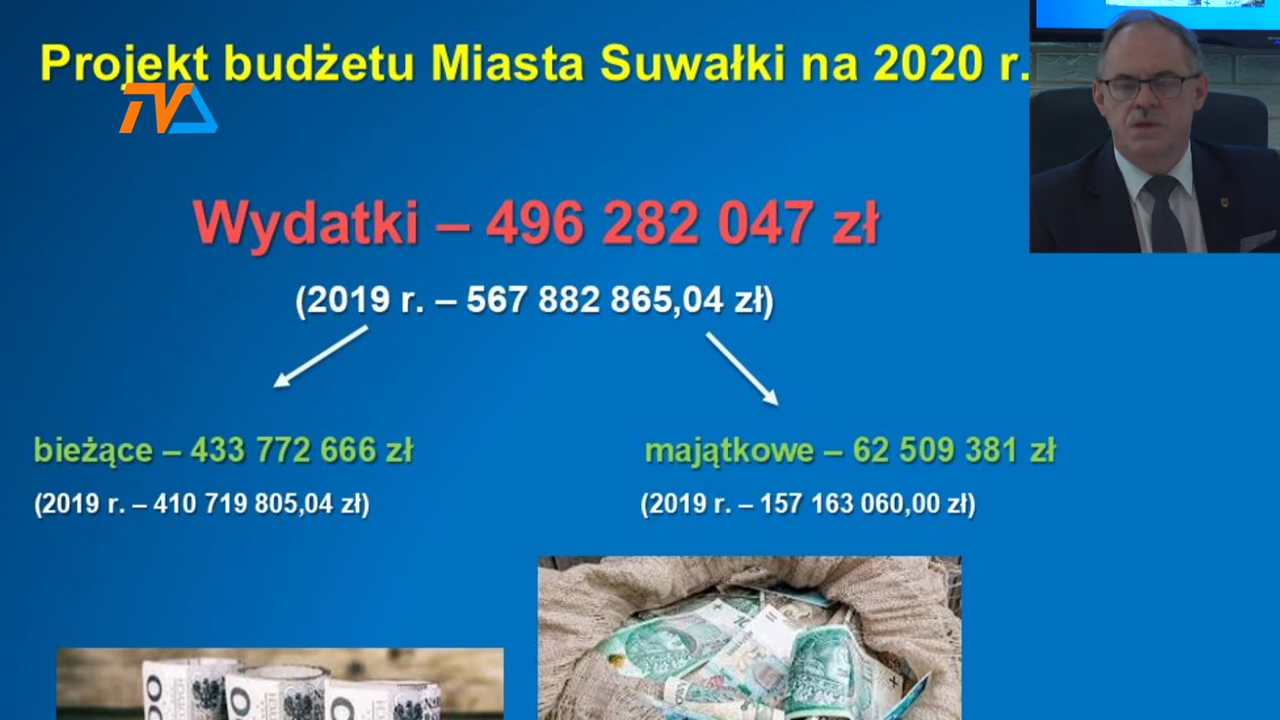 Projekt budżetu Miasta Suwałki na 2020 r.
TVA
Wydatki – 496 282 047 zł
(2019 r. – 567 882 865,04 zł)
bieżące – 433 772 666 zł
majątkowe – 62 509 381 zł
(2019 r. – 410 719 805,04 zł)
(2019 r. – 157 163 060,00 zł)